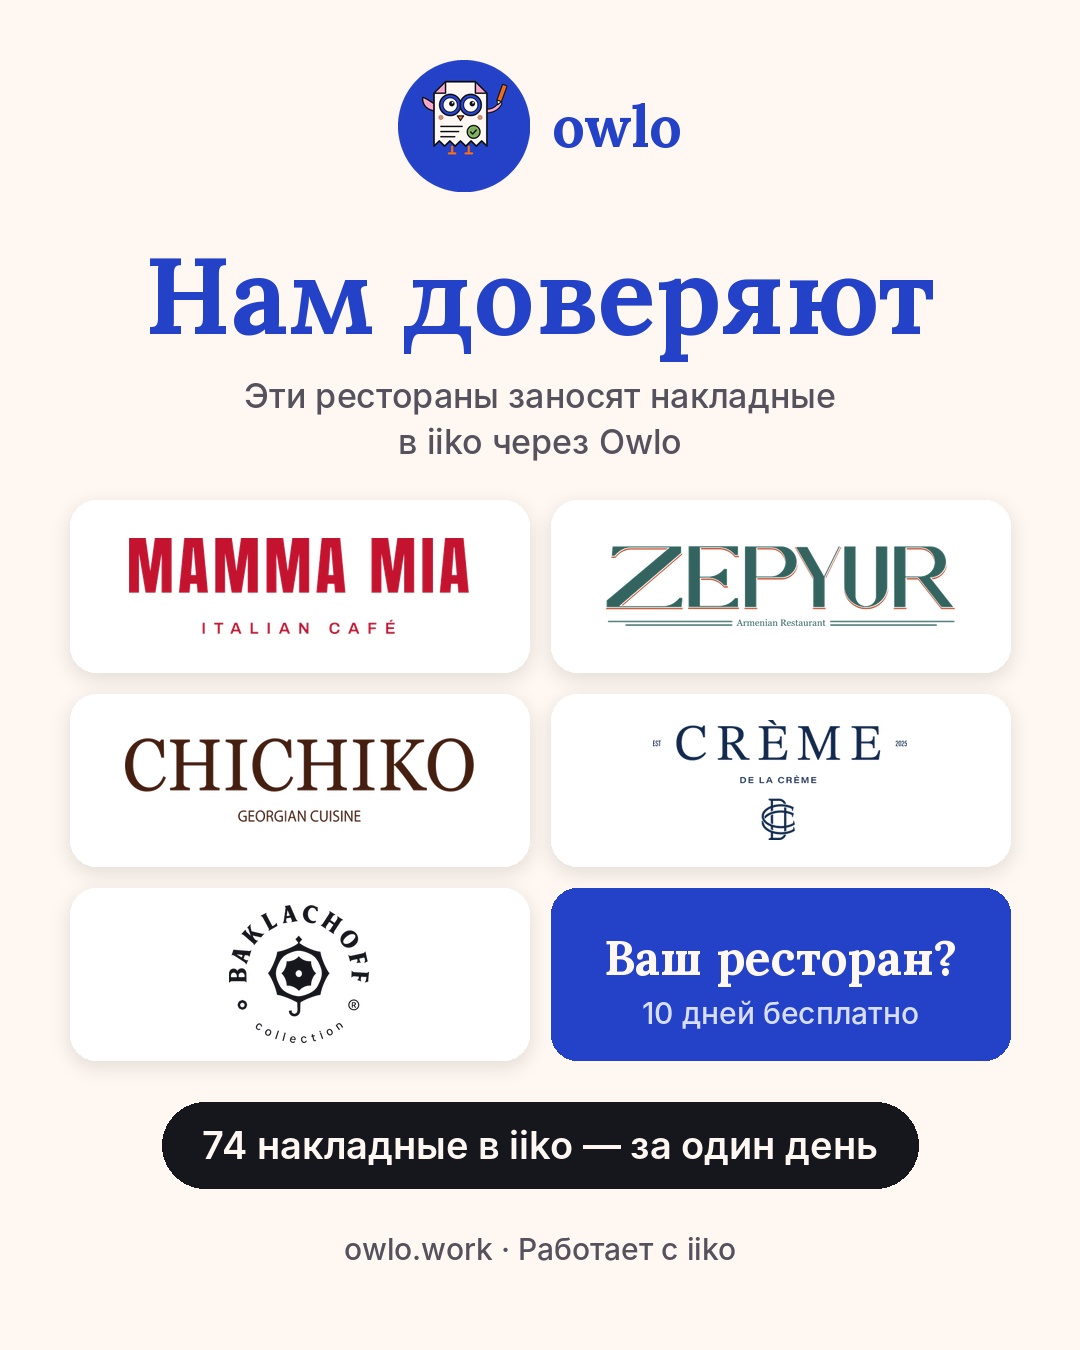 owlo
Нам доверяют
Эти рестораны заносят накладные
в iiko через Owlo
MAMMA MIA
ITALIAN CAFÉ
ZEPYUR
Armenian Restaurant
CHICHIKO
GEORGIAN CUISINE
EST CRÈME 2025
DE LA CRÈME
BAKLACHOFF
®
collection
Ваш ресторан?
10 дней бесплатно
74 накладные в iiko — за один день
owlo.work · Работает с iiko